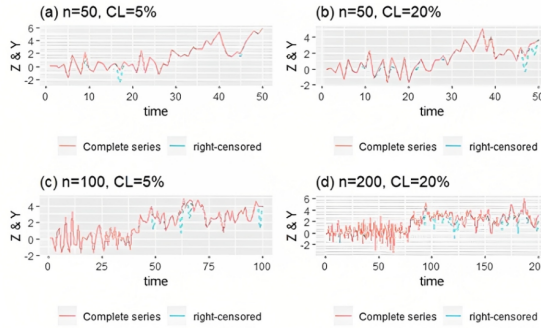 (a) n=50, CL=5%
Z & Y
6
4
2
0
-2
0 10 20 30 40 50
time
Complete series right-censored
(b) n=50, CL=20%
Z & Y
4
2
0
-2
0 10 20 30 40 50
time
Complete series right-censored
(c) n=100, CL=5%
Z & Y
4
2
0
-2
0 25 50 75 100
time
Complete series right-censored
(d) n=200, CL=20%
Z & Y
6
4
2
0
-2
0 50 100 150
time
Complete series right-censored